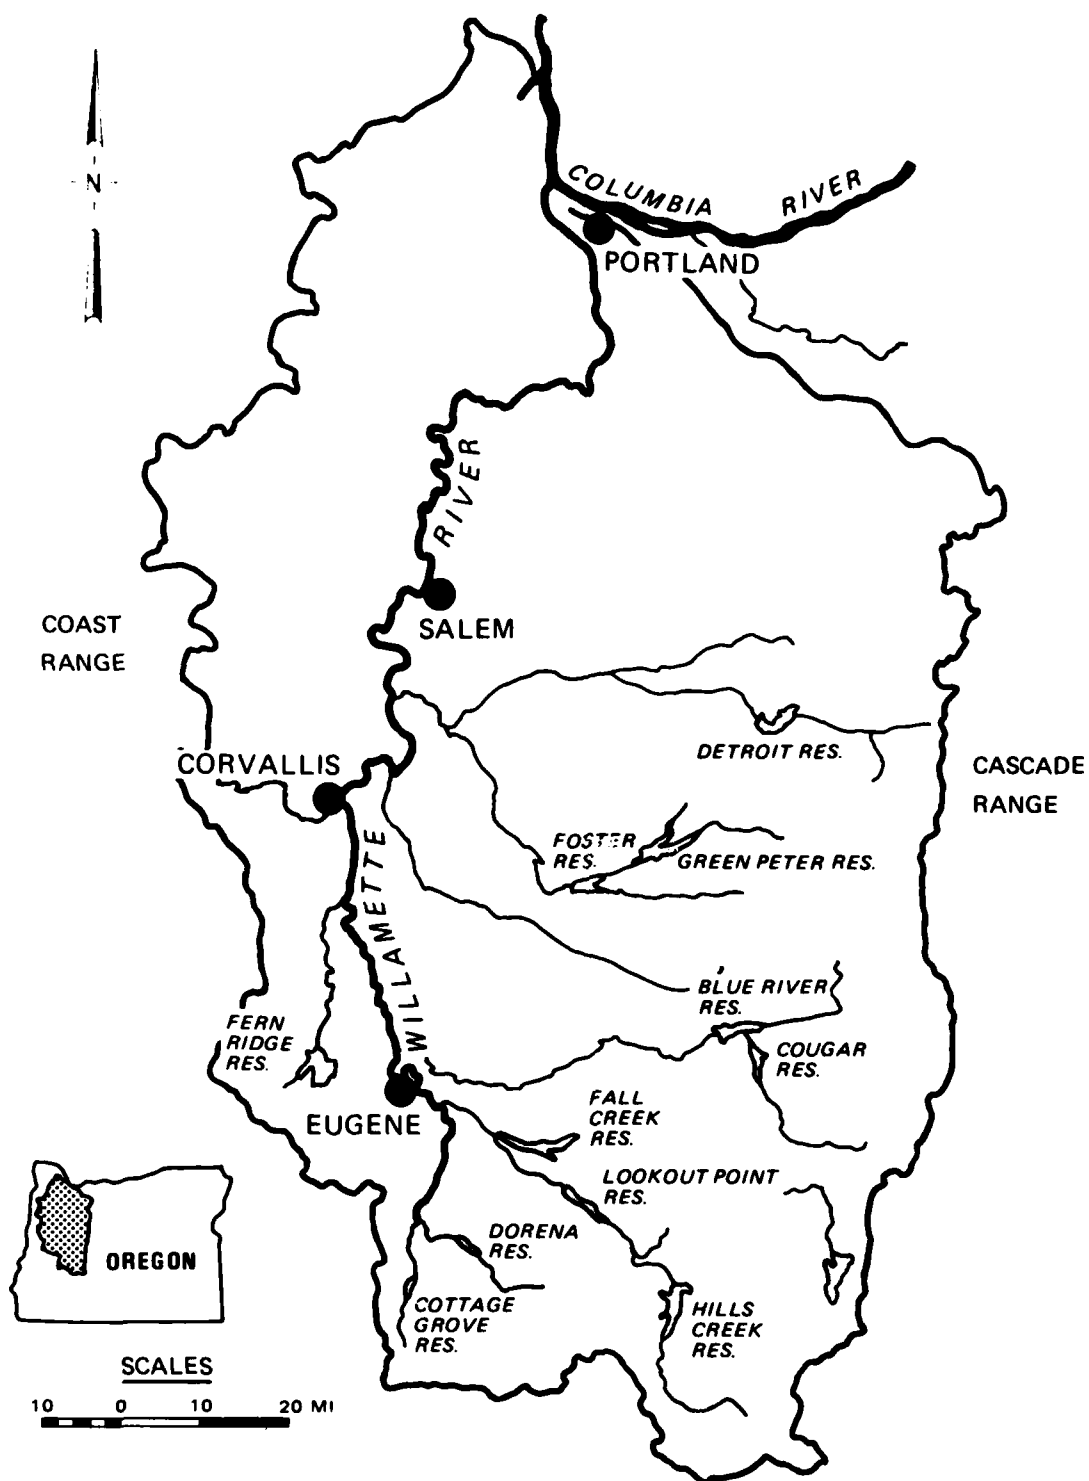 N
COLUMBIA RIVER
PORTLAND
RIVER
SALEM
COAST
RANGE
DETROIT RES.
CORVALLIS
CASCADE
RANGE
FOSTER
RES.
GREEN PETER RES.
WILLAMETTE
BLUE RIVER
RES.
FERN
RIDGE
RES.
COUGAR
RES.
FALL
CREEK
RES.
EUGENE
LOOKOUT POINT
RES.
DORENA
RES.
OREGON
COTTAGE
GROVE
RES.
HILLS
CREEK
RES.
SCALES
10 0 10 20 MI